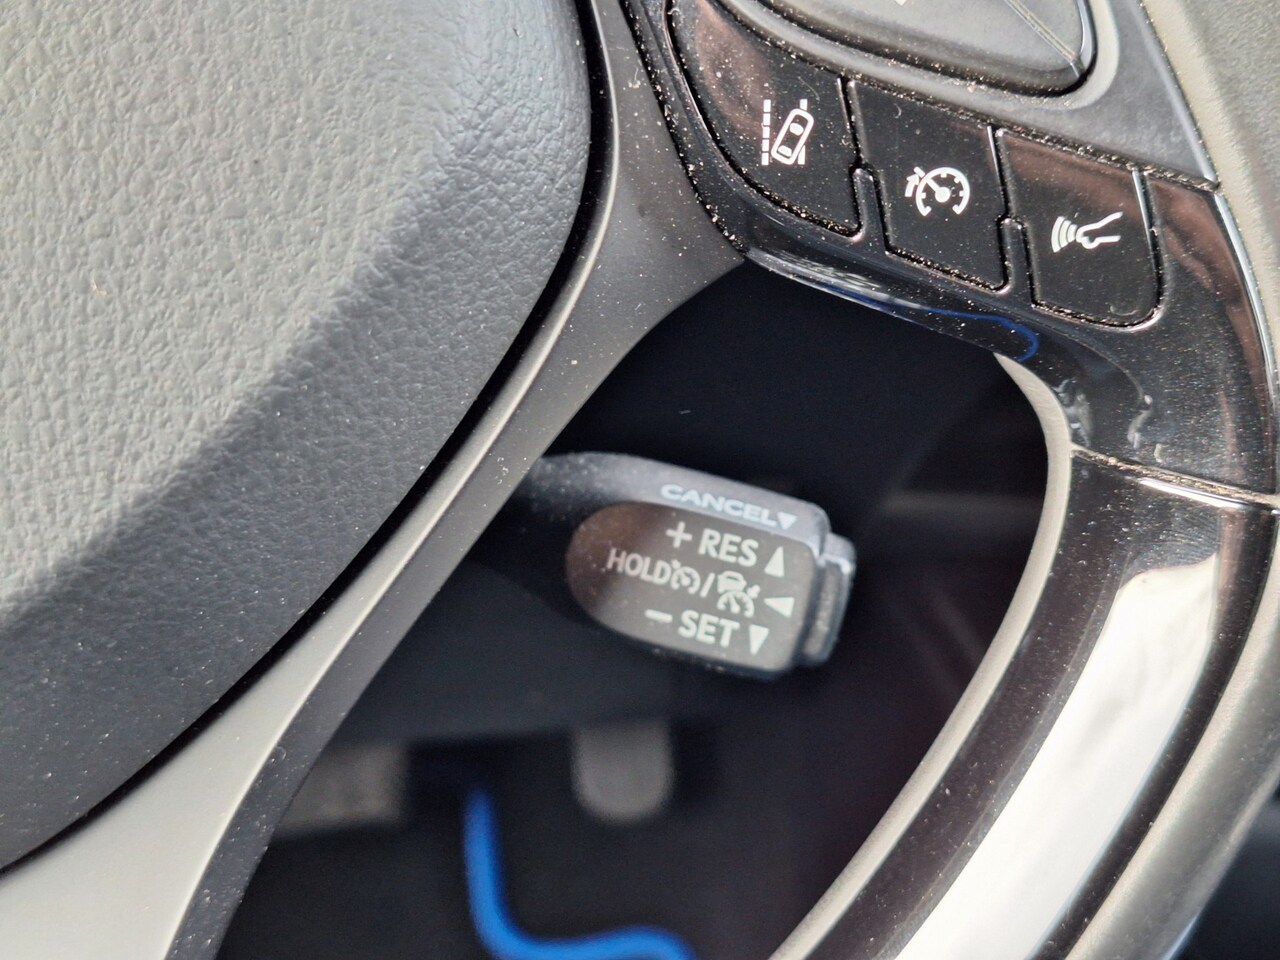 CANCEL
+ RES
HOLD /
− SET